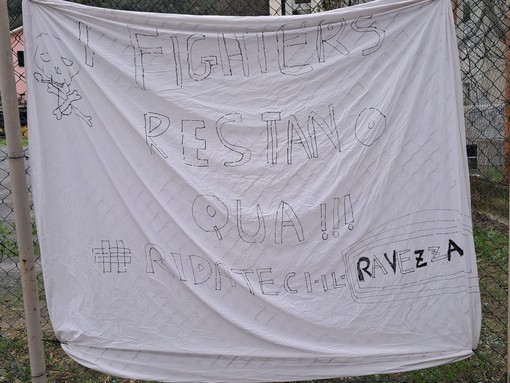 I FIGHTERS
RESTANO
QUA!!!
#RIDATECI-IL-RAVEZZA